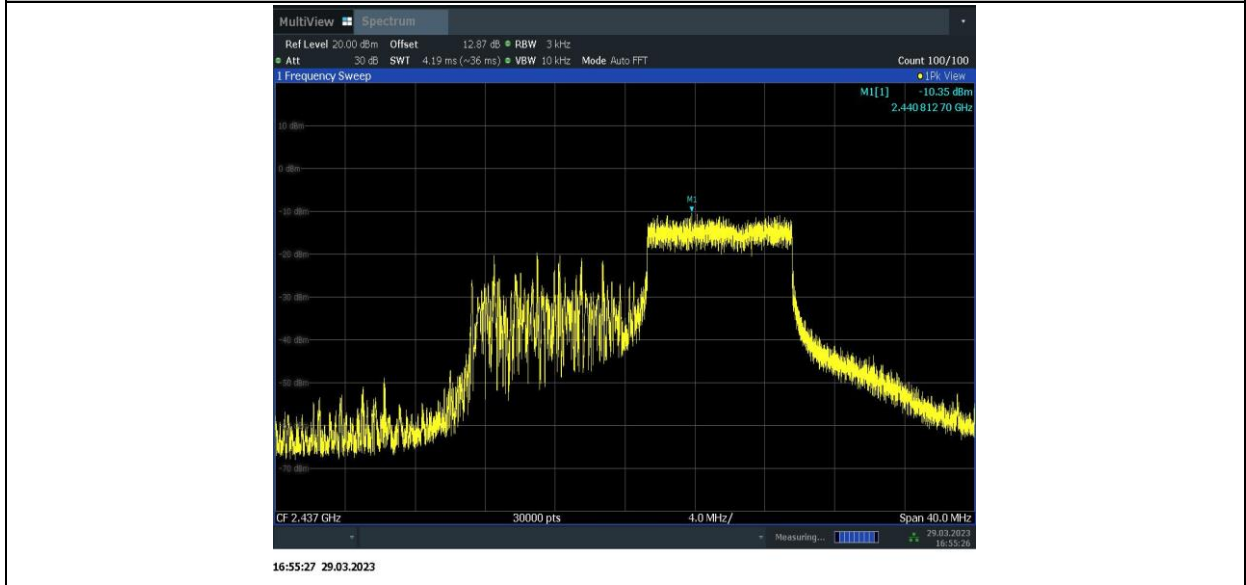 MultiView Spectrum
Ref Level 20.00 dBm Offset 12.87 dB RBW 3 kHz
Att 30 dB SWT 4.19 ms (~36 ms) VBW 10 kHz Mode Auto FFT Count 100/100
1 Frequency Sweep 1Pk View
M1[1] -10.35 dBm
2.440 812 70 GHz
10 dBm
0 dBm
M1
-10 dBm
-20 dBm
-30 dBm
-40 dBm
-50 dBm
-70 dBm
CF 2.437 GHz 30000 pts 4.0 MHz/ Span 40.0 MHz
Measuring... 29.03.2023
16:55:26
16:55:27 29.03.2023